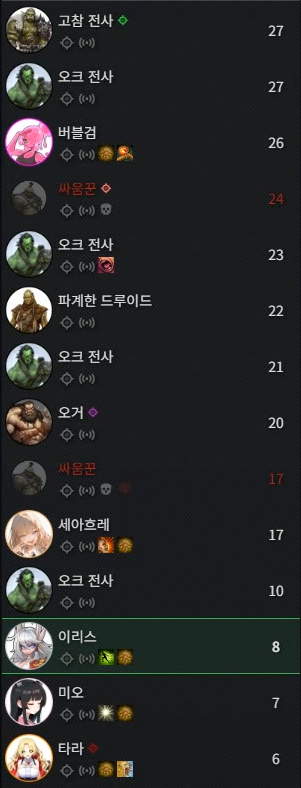 고참 전사 27
오크 전사 27
버블검 26
싸움꾼 24
오크 전사 23
파계한 드루이드 22
오크 전사 21
오거 20
싸움꾼 17
세아흐레 17
오크 전사 10
이리스 8
미오 7
타라 6